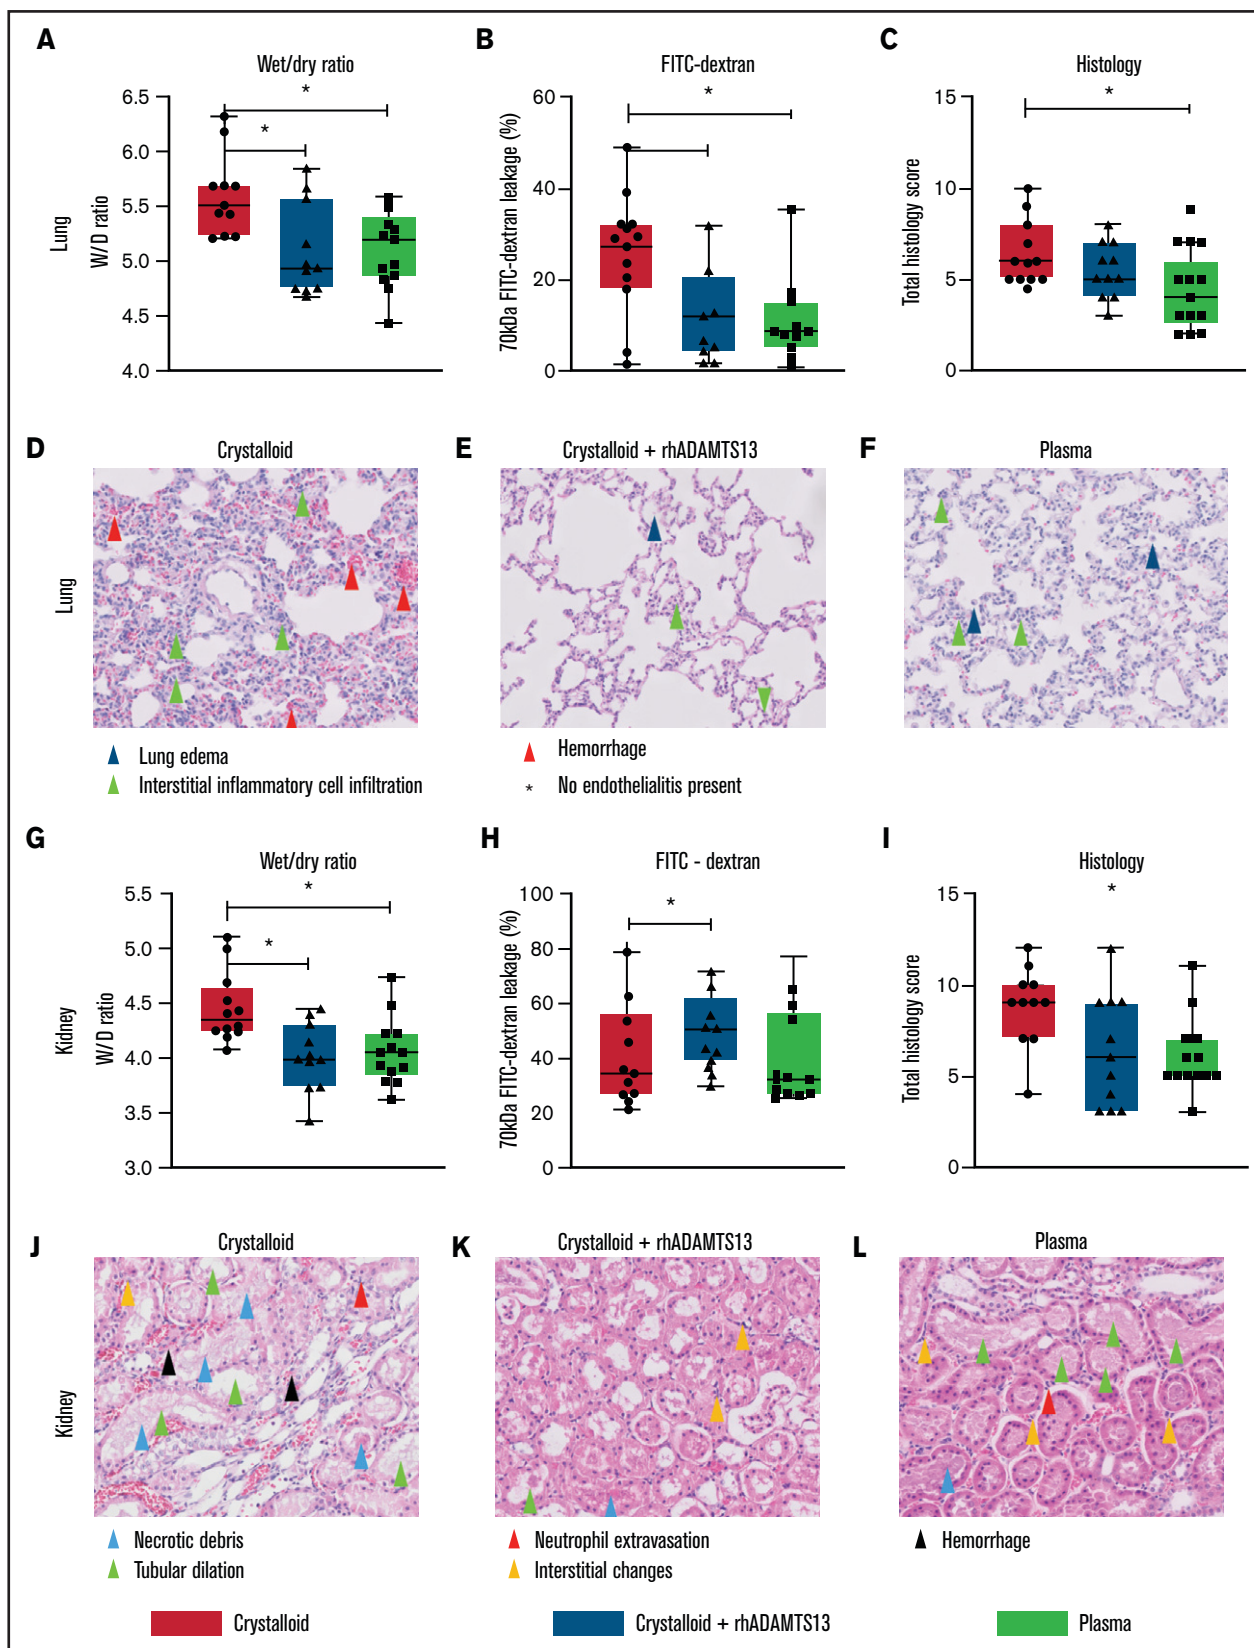 A
Wet/dry ratio
*
*
6.5
6.0
5.5
5.0
4.5
4.0
Lung
W/D ratio
B
FITC-dextran
*
60
40
20
0
70kDa FITC-dextran leakage (%)
C
Histology
*
15
10
5
0
Total histology score
D
Crystalloid
E
Crystalloid + rhADAMTS13
F
Plasma
Lung
Lung edema
Interstitial inflammatory cell infiltration
Hemorrhage
* No endothelialitis present
G
Wet/dry ratio
*
*
5.5
5.0
4.5
4.0
3.5
3.0
Kidney
W/D ratio
H
FITC - dextran
*
100
80
60
40
20
0
70kDa FITC-dextran leakage (%)
I
Histology
*
15
10
5
0
Total histology score
J
Crystalloid
K
Crystalloid + rhADAMTS13
L
Plasma
Kidney
Necrotic debris
Tubular dilation
Neutrophil extravasation
Interstitial changes
Hemorrhage
Crystalloid
Crystalloid + rhADAMTS13
Plasma